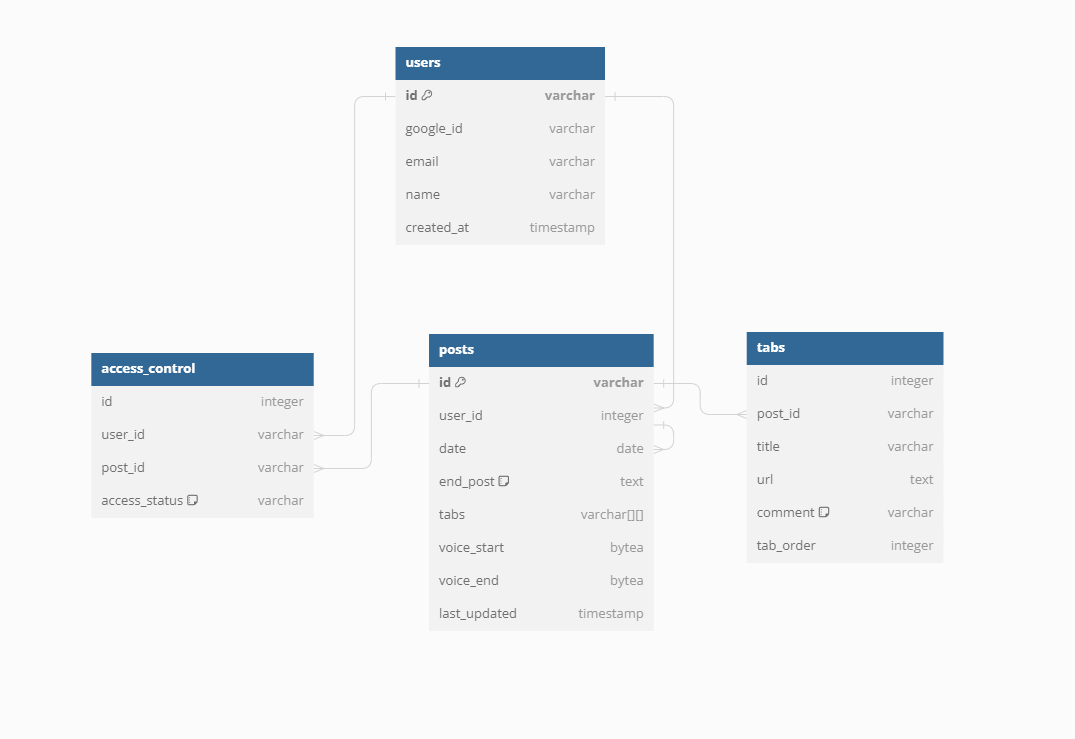 users
id varchar
google_id varchar
email varchar
name varchar
created_at timestamp
access_control
id integer
user_id varchar
post_id varchar
access_status varchar
posts
id varchar
user_id integer
date date
end_post text
tabs varchar[][]
voice_start bytea
voice_end bytea
last_updated timestamp
tabs
id integer
post_id varchar
title varchar
url text
comment varchar
tab_order integer